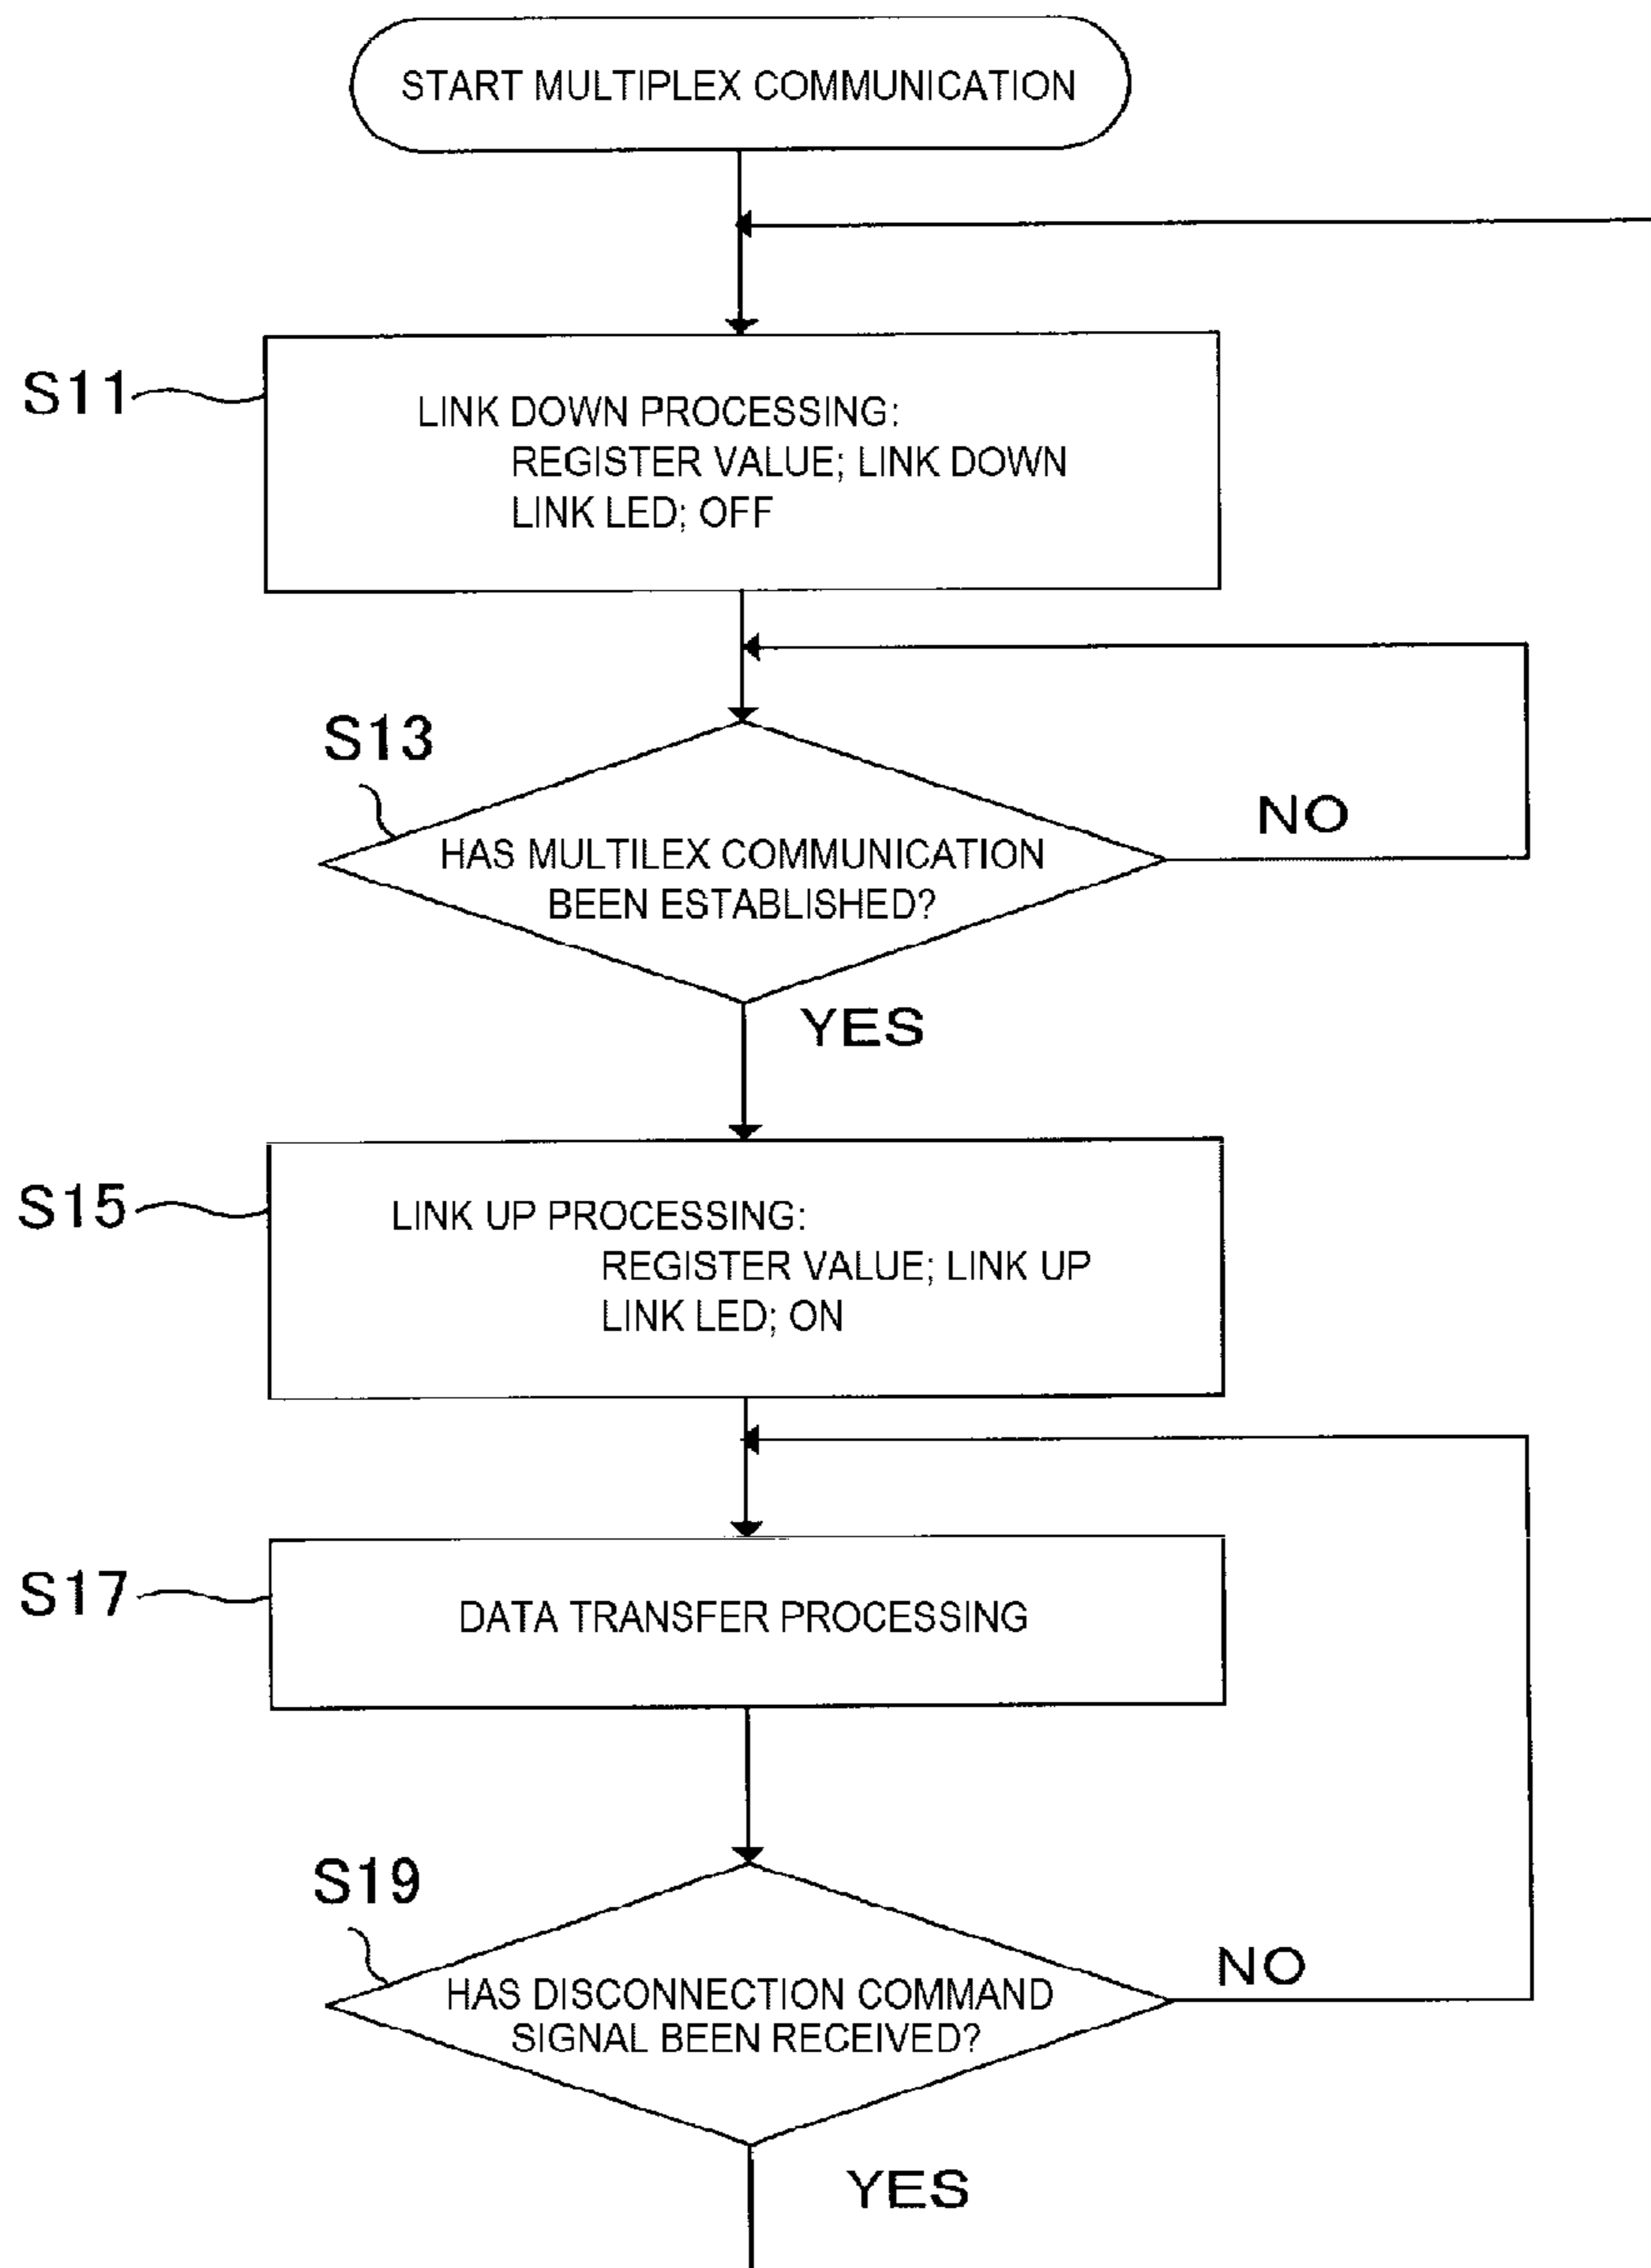 START MULTIPLEX COMMUNICATION
S11
LINK DOWN PROCESSING:
REGISTER VALUE; LINK DOWN
LINK LED; OFF
S13
HAS MULTILEX COMMUNICATION
BEEN ESTABLISHED?
NO
YES
S15
LINK UP PROCESSING:
REGISTER VALUE; LINK UP
LINK LED; ON
S17
DATA TRANSFER PROCESSING
S19
HAS DISCONNECTION COMMAND
SIGNAL BEEN RECEIVED?
NO
YES